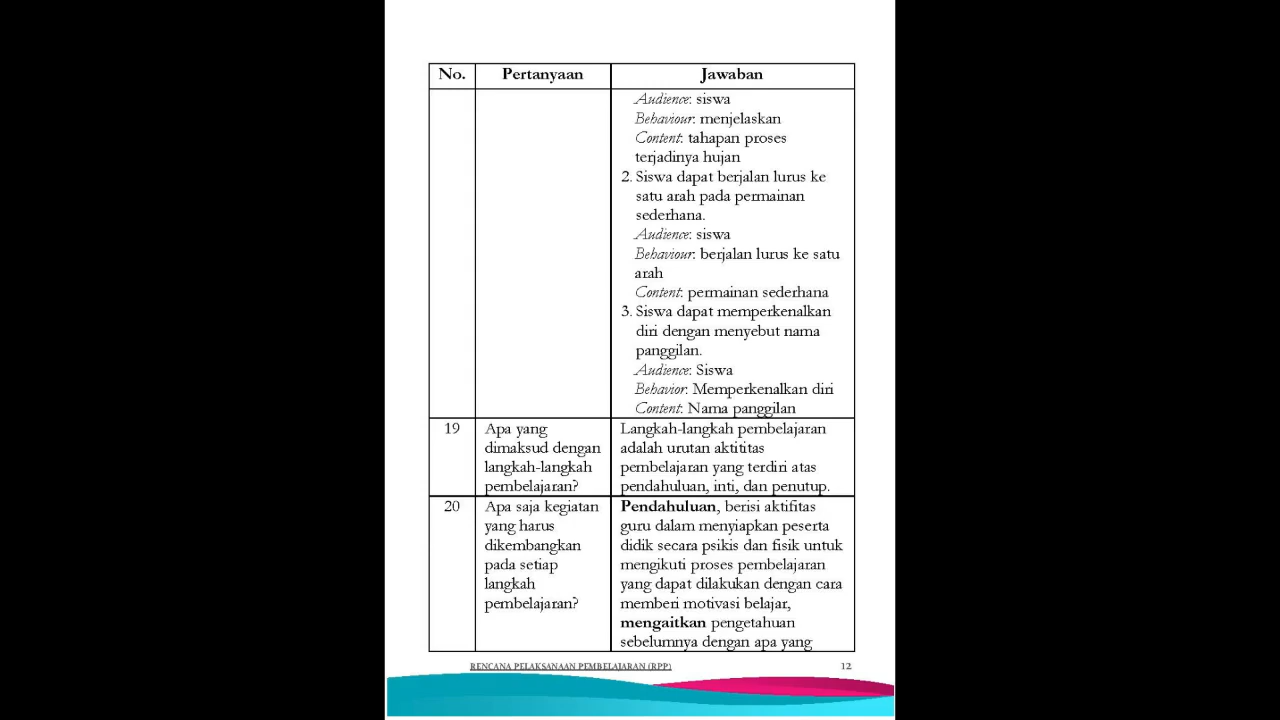 No. Pertanyaan Jawaban
Audience: siswa
Behaviour: menjelaskan
Content: tahapan proses
terjadinya hujan
2. Siswa dapat berjalan lurus ke
satu arah pada permainan
sederhana.
Audience: siswa
Behaviour: berjalan lurus ke satu
arah
Content: permainan sederhana
3. Siswa dapat memperkenalkan
diri dengan menyebut nama
panggilan.
Audience: Siswa
Behavior: Memperkenalkan diri
Content: Nama panggilan
19
Apa yang
dimaksud dengan
langkah-langkah
pembelajaran?
Langkah-langkah pembelajaran
adalah urutan aktititas
pembelajaran yang terdiri atas
pendahuluan, inti, dan penutup.
20
Apa saja kegiatan
yang harus
dikembangkan
pada setiap
langkah
pembelajaran?
Pendahuluan, berisi aktifitas
guru dalam menyiapkan peserta
didik secara psikis dan fisik untuk
mengikuti proses pembelajaran
yang dapat dilakukan dengan cara
memberi motivasi belajar,
mengaitkan pengetahuan
sebelumnya dengan apa yang
RENCANA PELAKSANAAN PEMBELAJARAN (RPP) 12